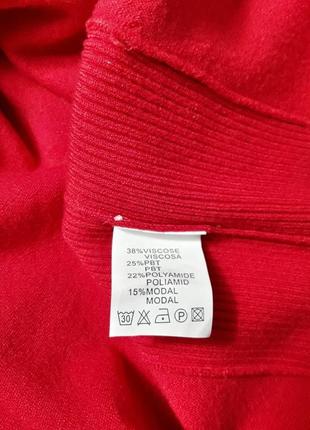 38%VISCOSE
VISCOSA
25%PBT
PBT
22%POLYAMIDE
POLIAMID
15%MODAL
MODAL
30 P